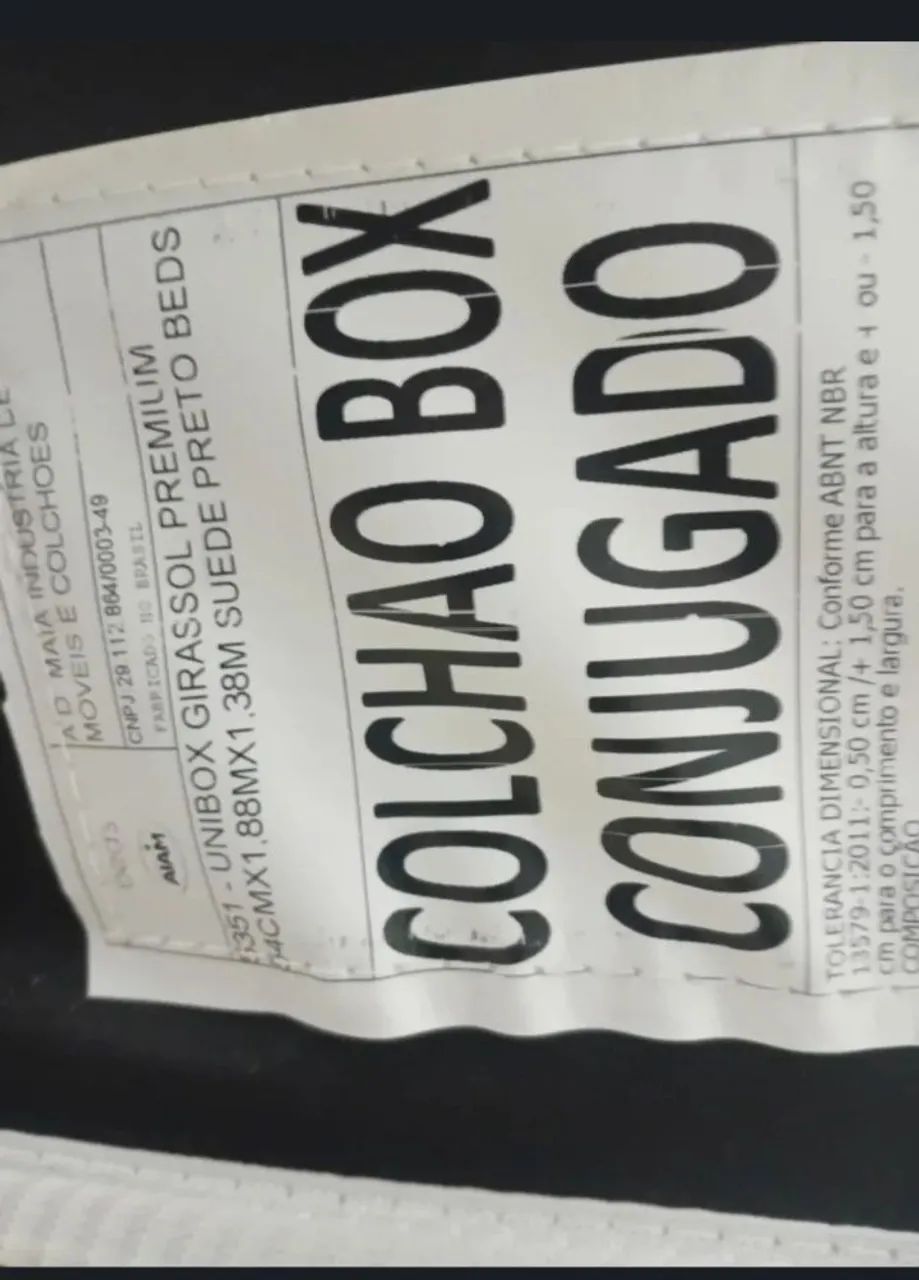 A D MAIA INDUSTRIA DE
MOVEIS E COLCHOES
CNPJ 29 112 864/0003-49
FABRICADO NO BRASIL
AIAM
351 - UNIBOX GIRASSOL PREMIUM
4CMX1.88MX1.38M SUEDE PRETO BEDS
COLCHAO BOX
CONJUGADO
TOLERANCIA DIMENSIONAL: Conforme ABNT NBR
13579-1:2011:- 0,50 cm /+ 1,50 cm para a altura e + ou - 1,50
cm para o comprimento e largura.
COMPOSIÇÃO